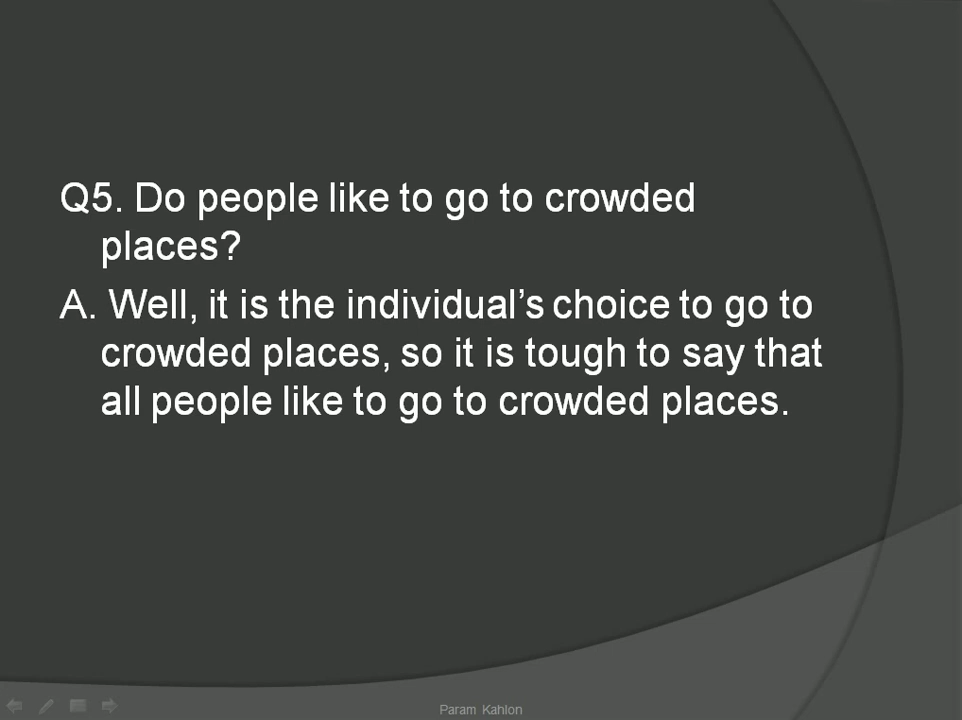 Q5. Do people like to go to crowded
places?
A. Well, it is the individual’s choice to go to
crowded places, so it is tough to say that
all people like to go to crowded places.
Param Kahlon